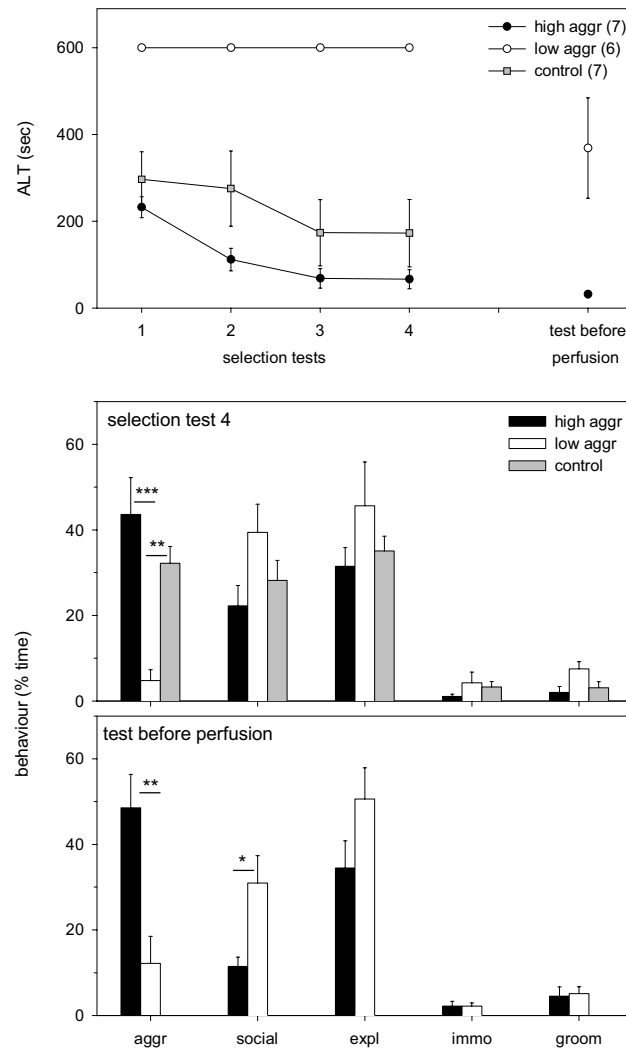 high aggr (7)
low aggr (6)
control (7)
600
400
200
0
ALT (sec)
1 2 3 4 test before
selection tests perfusion
selection test 4
high aggr
low aggr
control
60
40
20
0
***
**
behaviour (% time)
test before perfusion
60
40
20
0
**
*
aggr social expl immo groom